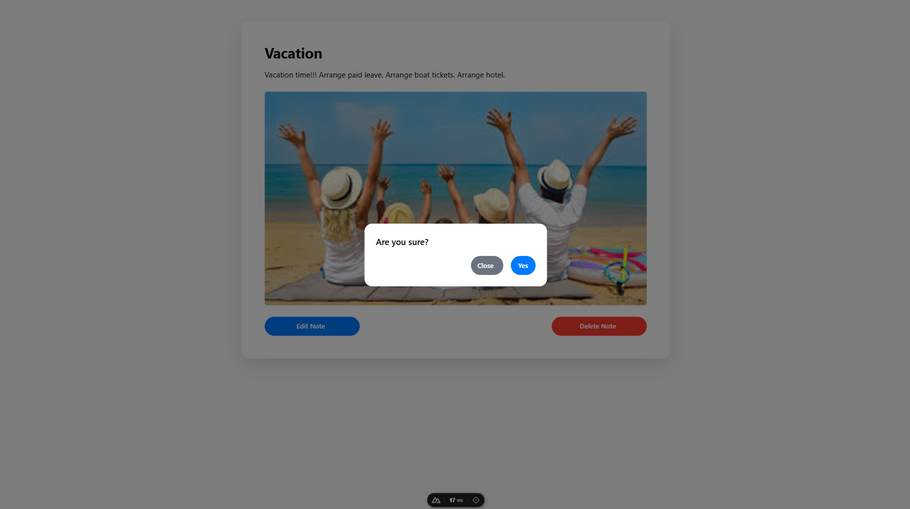 Vacation
Vacation time!!! Arrange paid leave. Arrange boat tickets. Arrange hotel.
Are you sure?
Close Yes
Edit Note Delete Note
17 ms